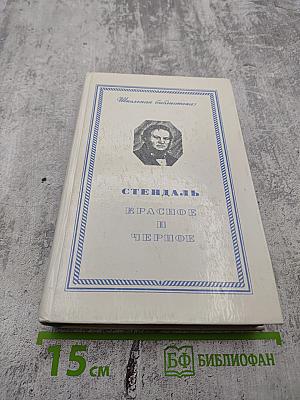 Школьная библиотека
СТЕНДАЛЬ
КРАСНОЕ
И
ЧЕРНОЕ
15 см
БФ БИБЛИОФАН